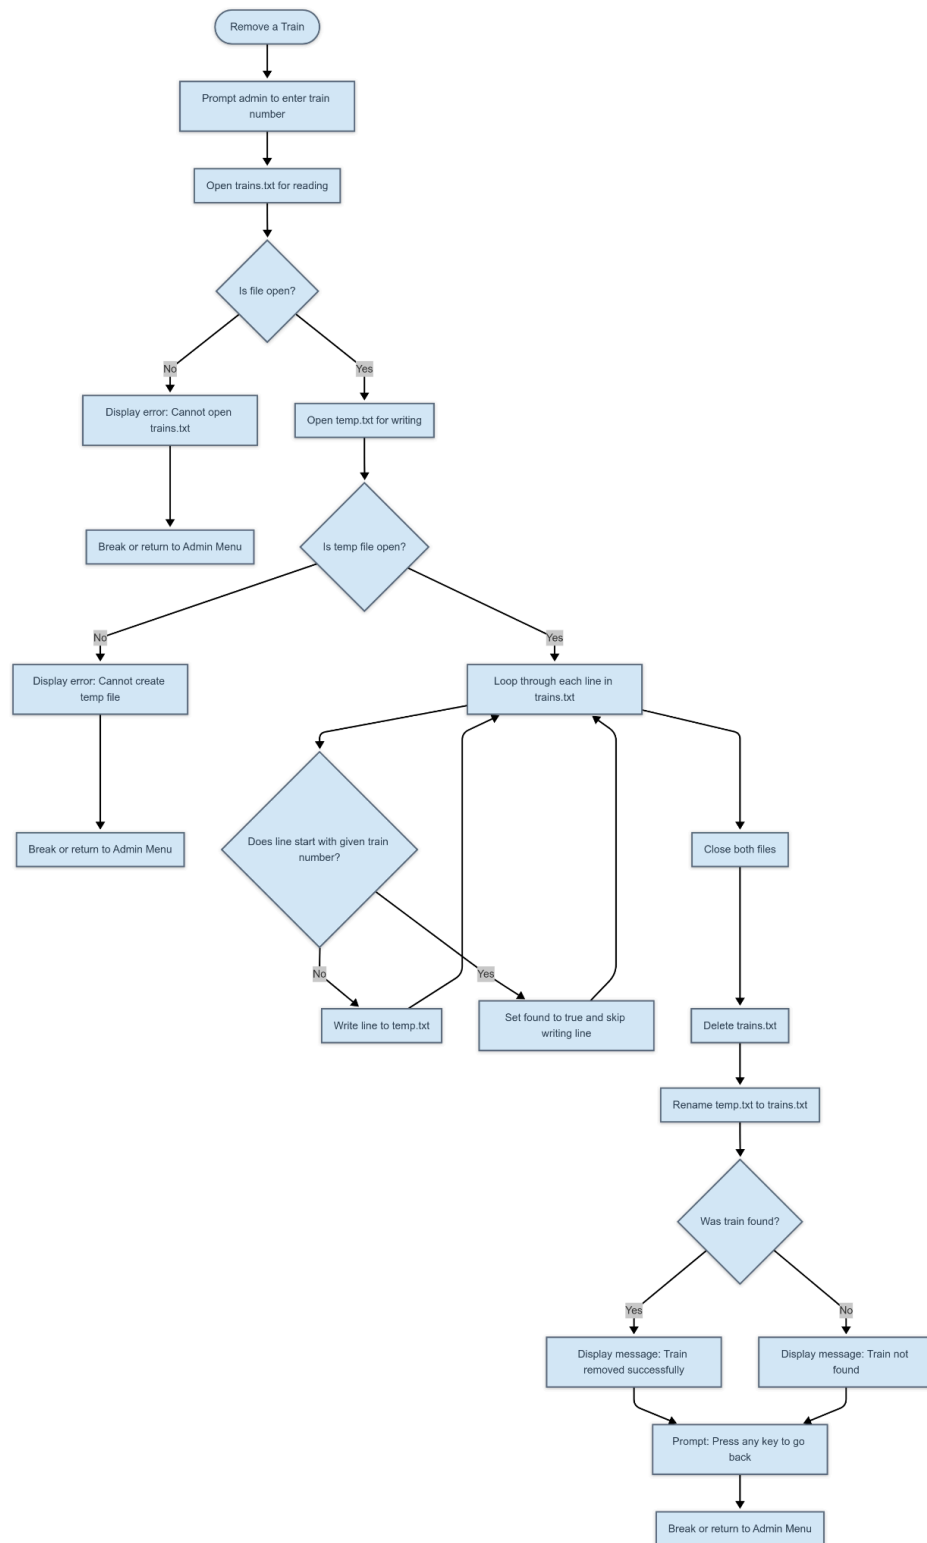 Remove a Train
Prompt admin to enter train
number
Open trains.txt for reading
Is file open?
No
Yes
Display error: Cannot open
trains.txt
Open temp.txt for writing
Break or return to Admin Menu
Is temp file open?
No
Yes
Display error: Cannot create
temp file
Loop through each line in
trains.txt
Break or return to Admin Menu
Does line start with given train
number?
Close both files
No
Yes
Write line to temp.txt
Set found to true and skip
writing line
Delete trains.txt
Rename temp.txt to trains.txt
Was train found?
Yes
No
Display message: Train
removed successfully
Display message: Train not
found
Prompt: Press any key to go
back
Break or return to Admin Menu